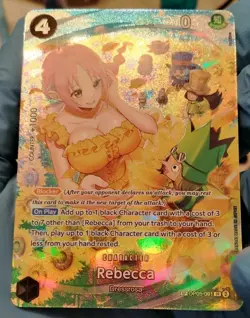 4
0
COUNTER +1000
Blocker (After your opponent declares an attack, you may rest
this card to make it the new target of the attack.)
On Play Add up to 1 black Character card with a cost of 3
to 7 other than [Rebecca] from your trash to your hand.
Then, play up to 1 black Character card with a cost of 3 or
less from your hand rested.
CHARACTER
Rebecca
Dressrosa
OP05-091